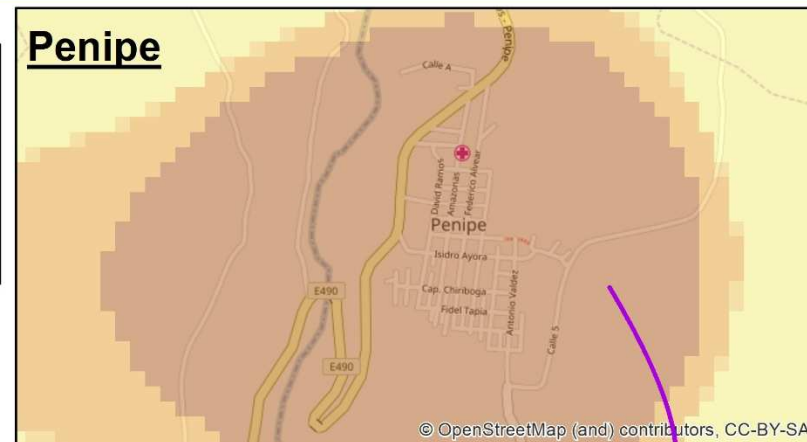 Penipe
- Penipe
Calle A
David Ramos
Amazonas
Federico Alvear
Penipe
Isidro Ayora
E490
Cap. Chiriboga
Antonio Valdez
Fidel Tapia
Calle 5
E490
© OpenStreetMap (and) contributors, CC-BY-SA